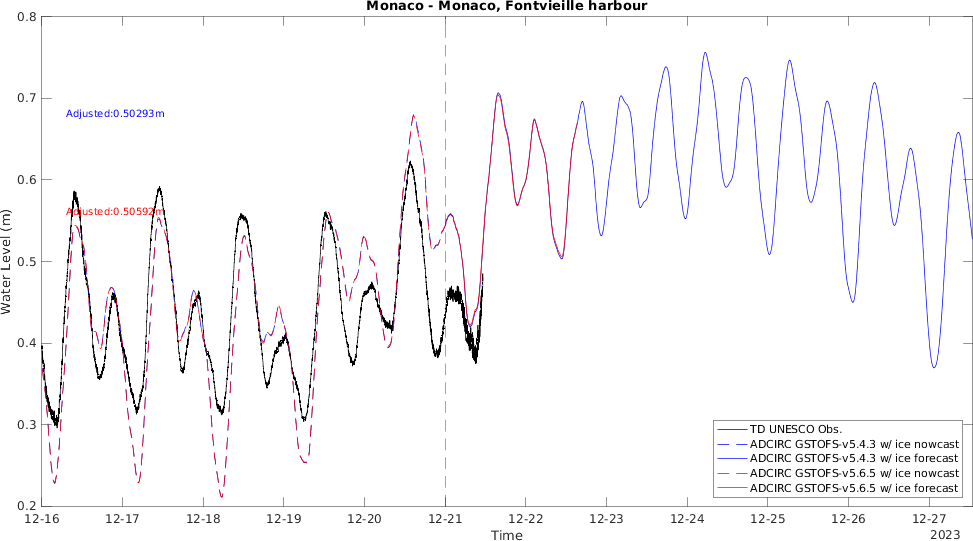 Monaco - Monaco, Fontvieille harbour
0.8
0.7
0.6
0.5
0.4
0.3
0.2
Water Level (m)
Adjusted:0.50293m
Adjusted:0.50592m
TD UNESCO Obs.
ADCIRC GSTOFS-v5.4.3 w/ ice nowcast
ADCIRC GSTOFS-v5.4.3 w/ ice forecast
ADCIRC GSTOFS-v5.6.5 w/ ice nowcast
ADCIRC GSTOFS-v5.6.5 w/ ice forecast
12-16 12-17 12-18 12-19 12-20 12-21 12-22 12-23 12-24 12-25 12-26 12-27
2023
Time